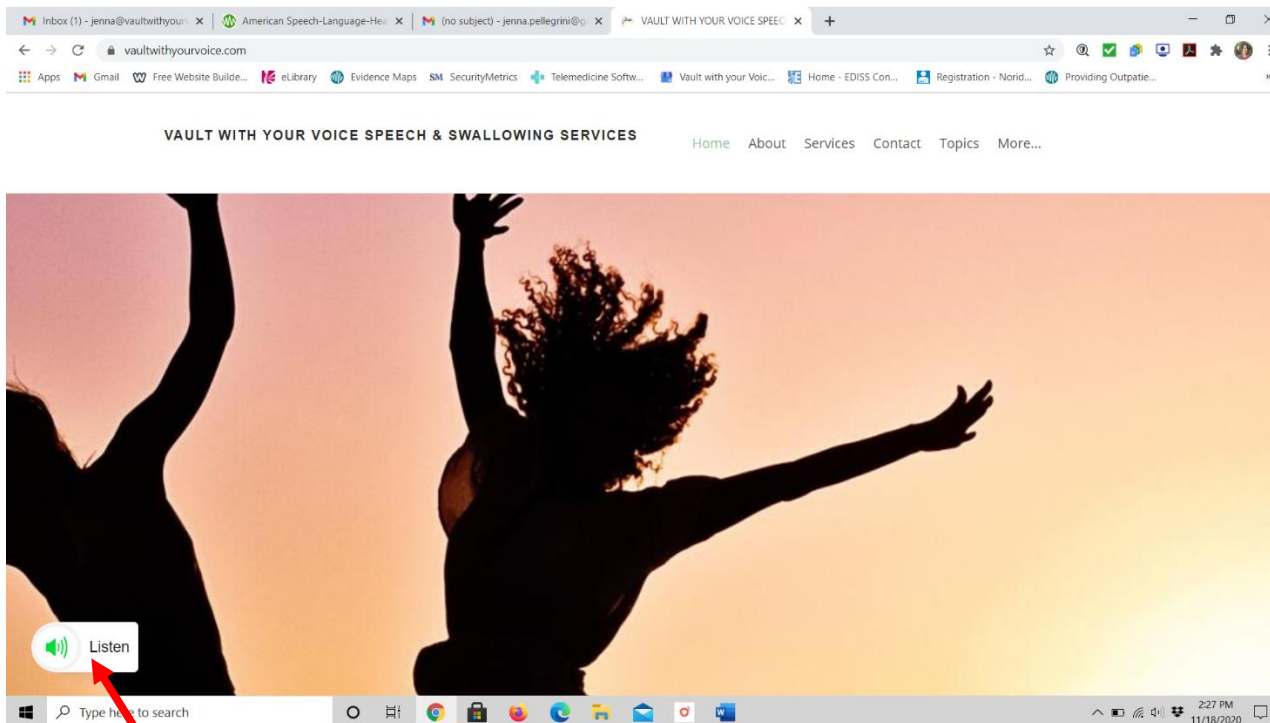 Inbox (1) - jenna@vaultwithyour
American Speech-Language-Hea
(no subject) - jenna.pellegrini@g
VAULT WITH YOUR VOICE SPEEC
vaultwithyourvoice.com
Apps Gmail Free Website Builde... eLibrary Evidence Maps SM SecurityMetrics Telemedicine Softw... Vault with your Voic... Home - EDISS Con... Registration - Norid... Providing Outpatie...
VAULT WITH YOUR VOICE SPEECH & SWALLOWING SERVICES
Home About Services Contact Topics More...
Listen
Type here to search
2:27 PM
11/18/2020